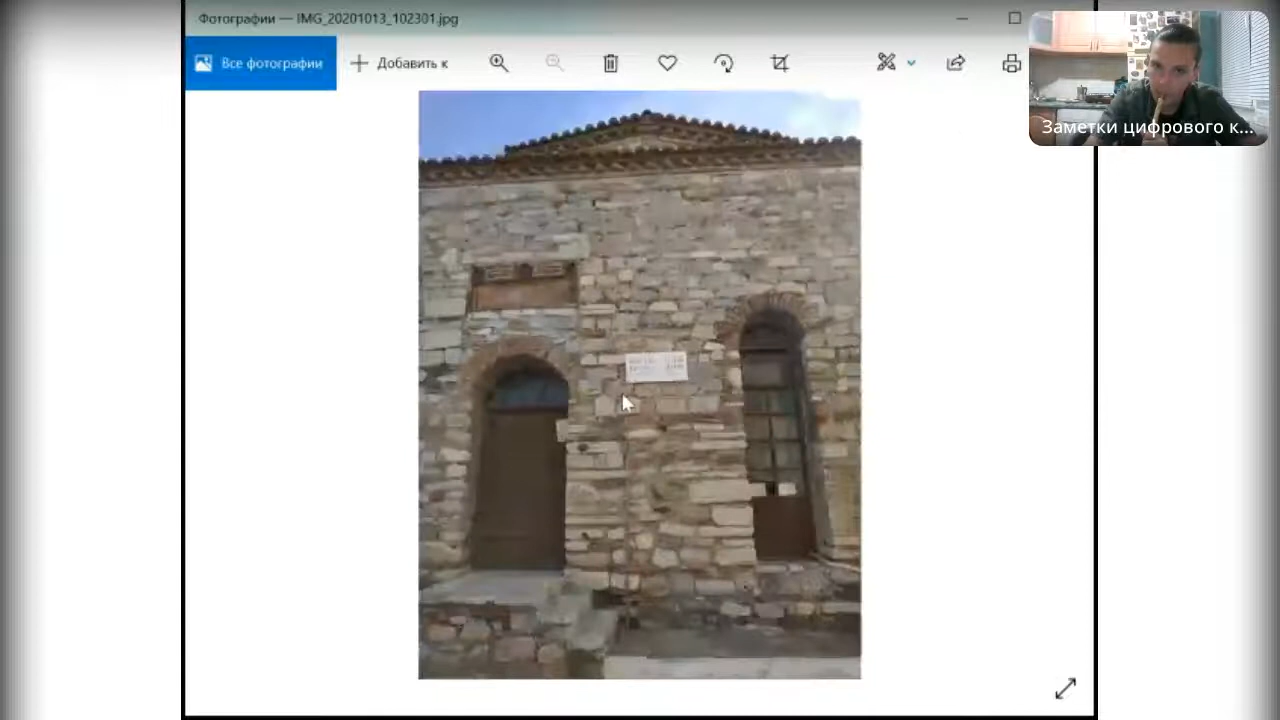 Фотографии — IMG_20201013_102301.jpg
Все фотографии
Добавить к
Заметки цифрового к...